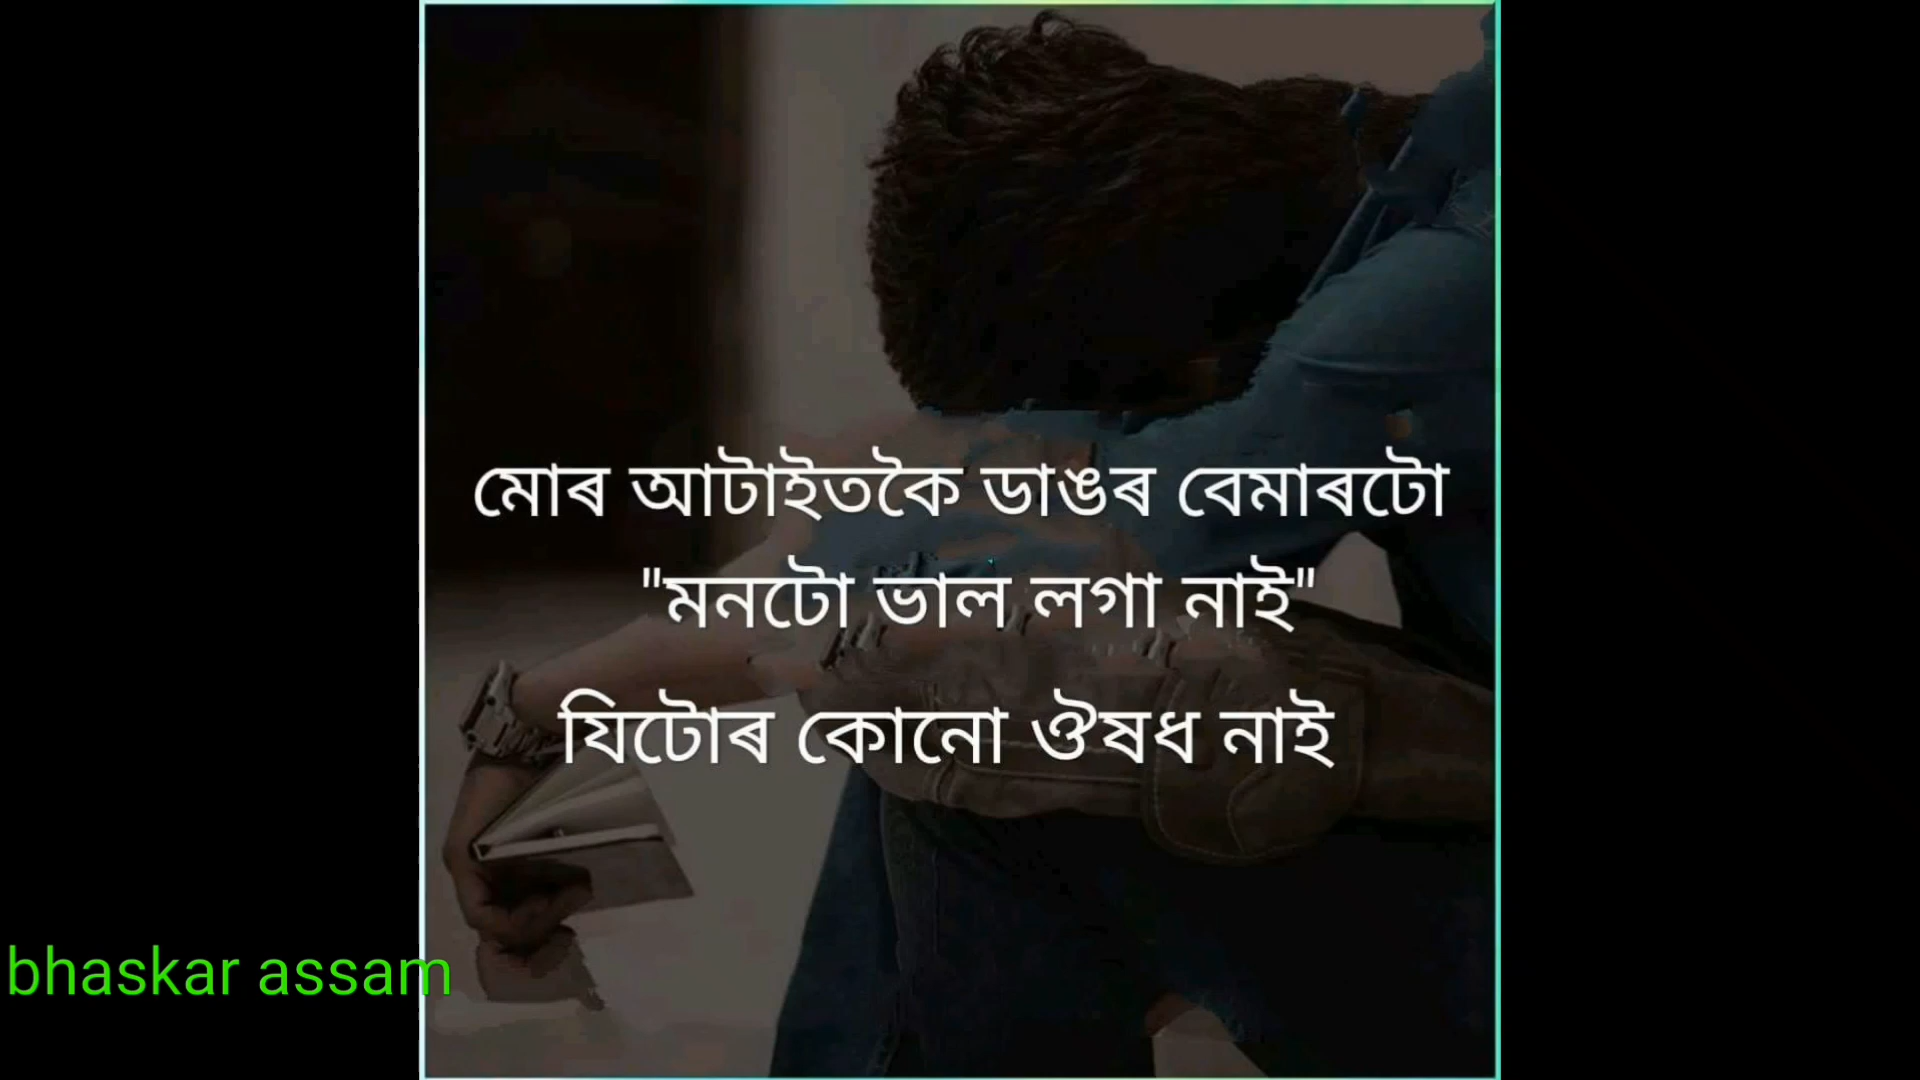 মোৰ আটাইতকৈ ডাঙৰ বেমাৰটো
"মনটো ভাল লগা নাই"
যিটোৰ কোনো ঔষধ নাই
bhaskar assam